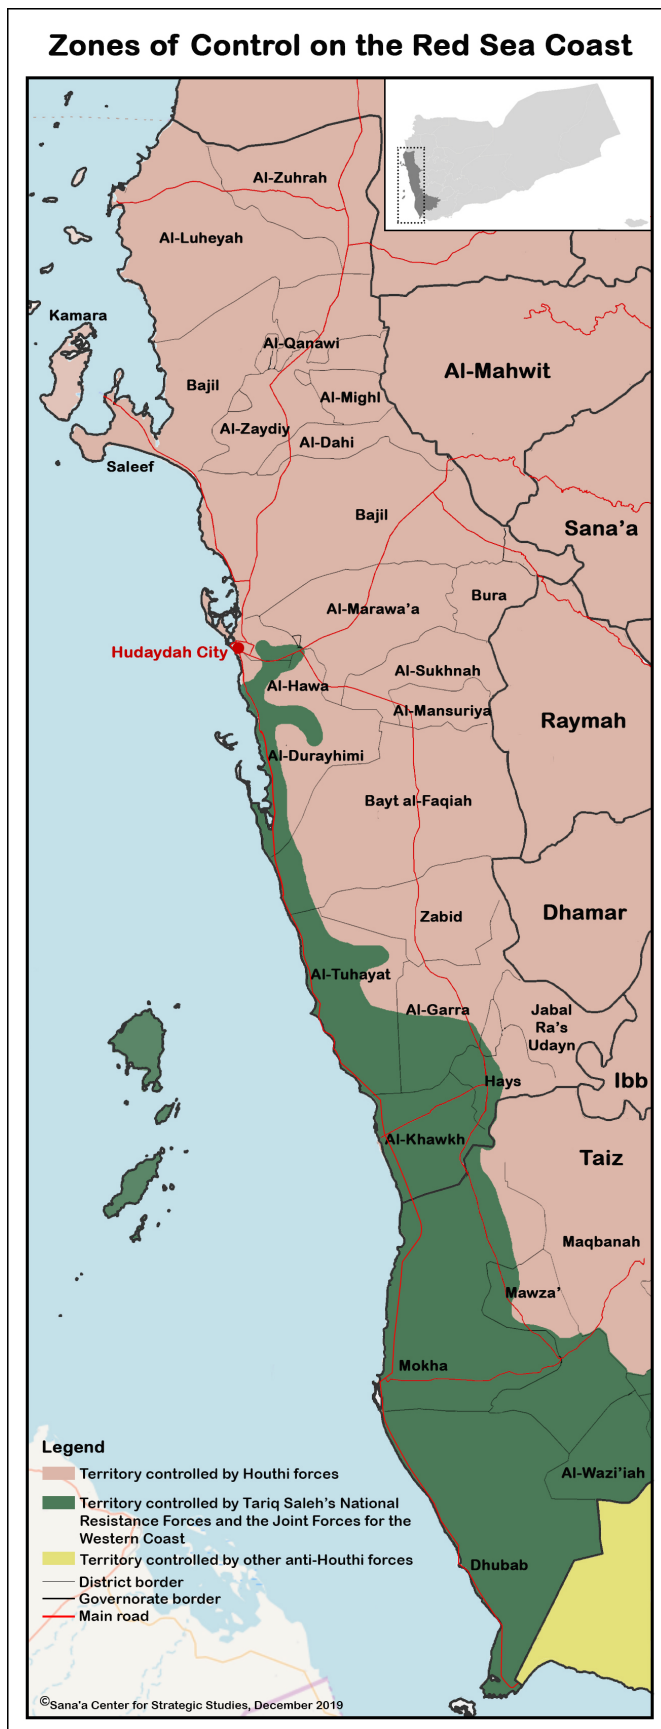 Zones of Control on the Red Sea Coast
Al-Zuhrah
Al-Luheyah
Kamara
Al-Qanawi
Al-Mahwit
Bajil
Al-Mighl
Al-Zaydiy
Al-Dahi
Saleef
Bajil
Sana'a
Bura
Al-Marawa'a
Hudaydah City
Al-Sukhnah
Al-Hawa
Al-Mansuriya
Raymah
Al-Durayhimi
Bayt al-Faqiah
Dhamar
Zabid
Al-Tuhayat
Al-Garra
Jabal
Ra's
Udayn
Hays
Ibb
Al-Khawkh
Taiz
Maqbanah
Mawza'
Mokha
Al-Wazi'iah
Dhubab
Legend
Territory controlled by Houthi forces
Territory controlled by Tariq Saleh's National
Resistance Forces and the Joint Forces for the
Western Coast
Territory controlled by other anti-Houthi forces
District border
Governorate border
Main road
©Sana'a Center for Strategic Studies, December 2019